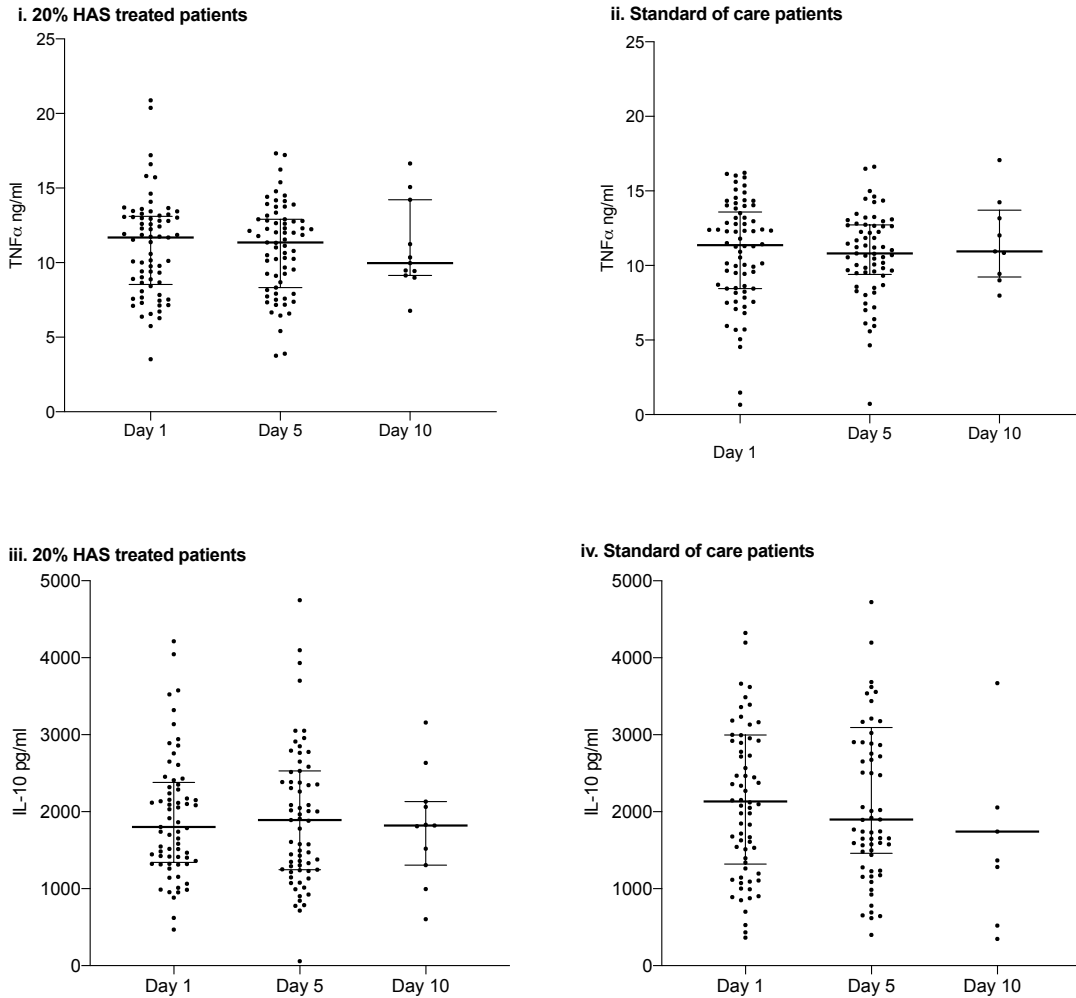 i. 20% HAS treated patients
25
20
15
10
5
0
TNFα ng/ml
Day 1
Day 5
Day 10
ii. Standard of care patients
25
20
15
10
5
0
TNFα ng/ml
Day 1
Day 5
Day 10
iii. 20% HAS treated patients
5000
4000
3000
2000
1000
0
IL-10 pg/ml
Day 1
Day 5
Day 10
iv. Standard of care patients
5000
4000
3000
2000
1000
0
IL-10 pg/ml
Day 1
Day 5
Day 10